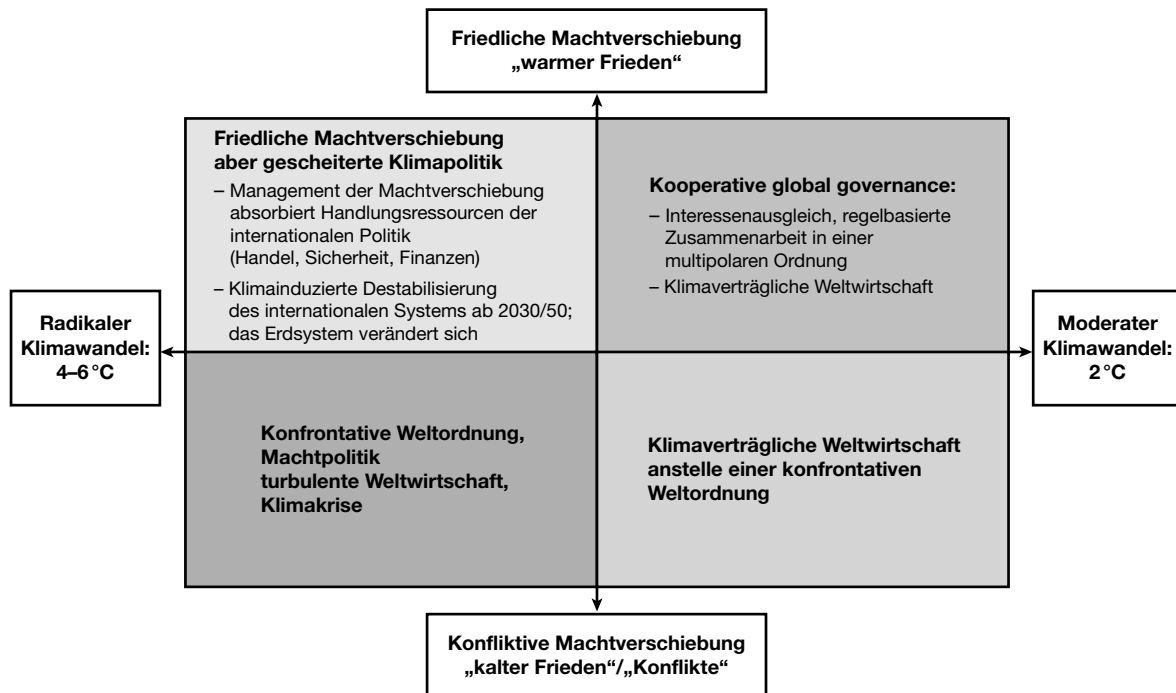 Friedliche Machtverschiebung
„warmer Frieden“
Friedliche Machtverschiebung
aber gescheiterte Klimapolitik
– Management der Machtverschiebung
absorbiert Handlungsressourcen der
internationalen Politik
(Handel, Sicherheit, Finanzen)
– Klimainduzierte Destabilisierung
des internationalen Systems ab 2030/50;
das Erdsystem verändert sich
Kooperative global governance:
– Interessenausgleich, regelbasierte
Zusammenarbeit in einer
multipolaren Ordnung
– Klimaverträgliche Weltwirtschaft
Radikaler
Klimawandel:
4–6 °C
Moderater
Klimawandel:
2 °C
Konfrontative Weltordnung,
Machtpolitik
turbulente Weltwirtschaft,
Klimakrise
Klimaverträgliche Weltwirtschaft
anstelle einer konfrontativen
Weltordnung
Konfliktive Machtverschiebung
„kalter Frieden“/„Konflikte“